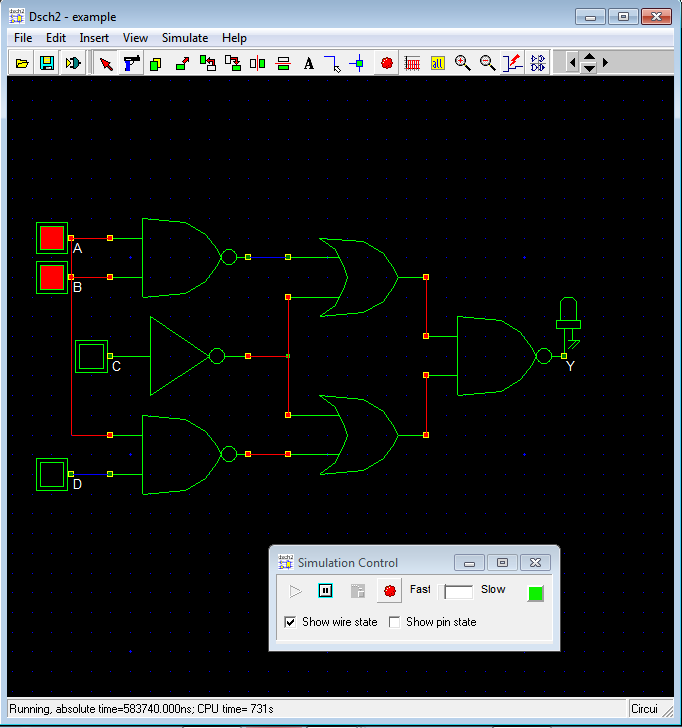 Dsch2 - example
File Edit Insert View Simulate Help
A
all
A
B
C
D
Y
Simulation Control
Fast Slow
Show wire state Show pin state
Running, absolute time=583740.000ns; CPU time= 731s
Circui